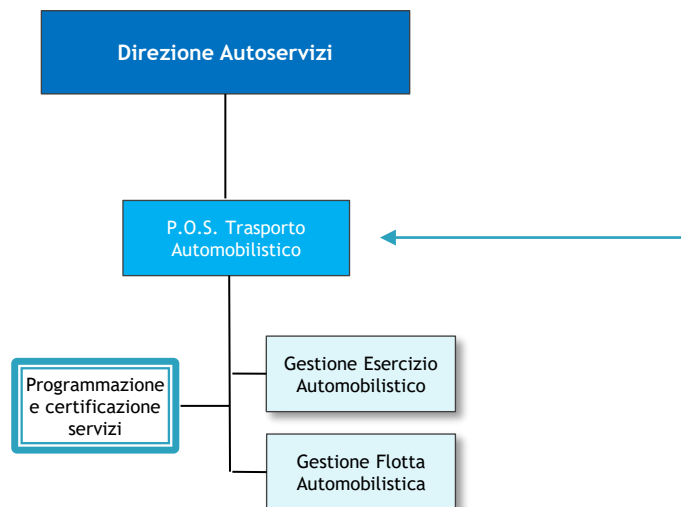 Direzione Autoservizi
P.O.S. Trasporto
Automobilistico
Gestione Esercizio
Automobilistico
Programmazione
e certificazione
servizi
Gestione Flotta
Automobilistica